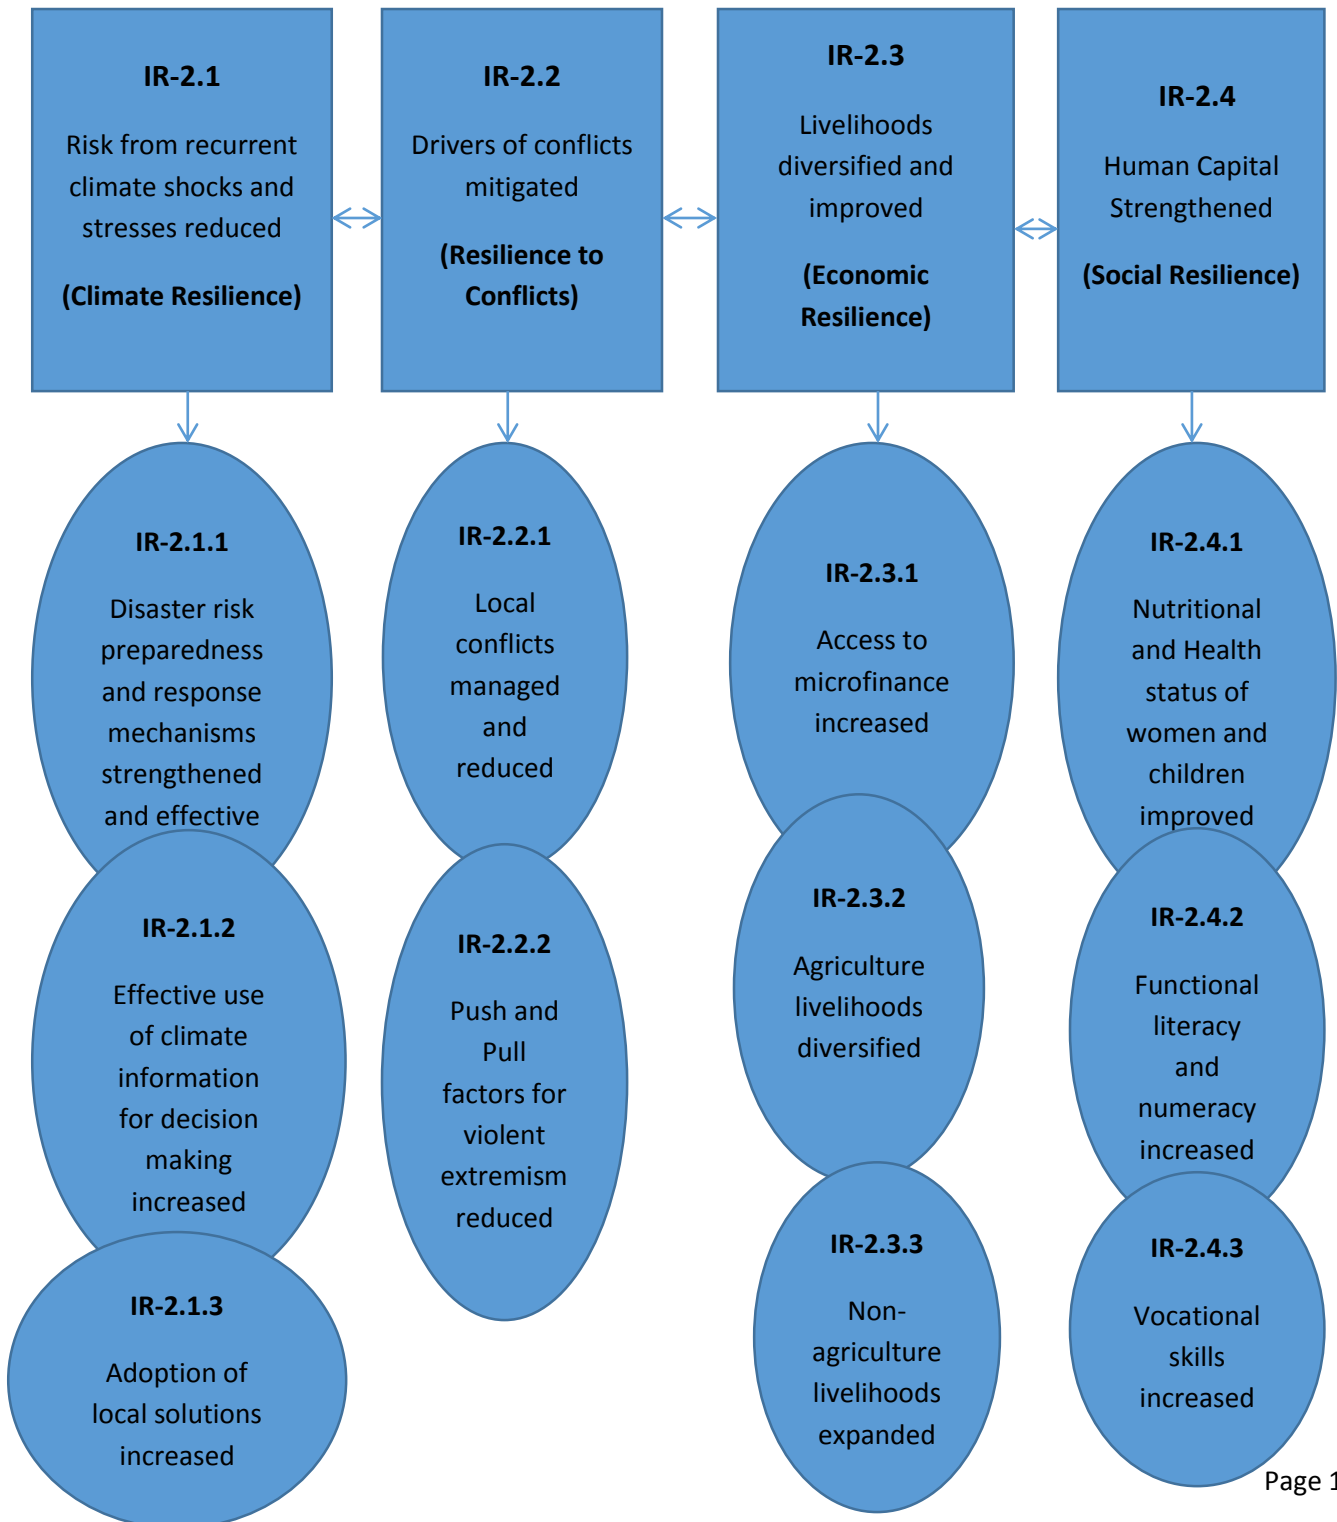 IR-2.1
Risk from recurrent
climate shocks and
stresses reduced
(Climate Resilience)
IR-2.2
Drivers of conflicts
mitigated
(Resilience to
Conflicts)
IR-2.3
Livelihoods
diversified and
improved
(Economic
Resilience)
IR-2.4
Human Capital
Strengthened
(Social Resilience)
IR-2.1.1
Disaster risk
preparedness
and response
mechanisms
strengthened
and effective
IR-2.1.2
Effective use
of climate
information
for decision
making
increased
IR-2.1.3
Adoption of
local solutions
increased
IR-2.2.1
Local
conflicts
managed
and
reduced
IR-2.2.2
Push and
Pull
factors for
violent
extremism
reduced
IR-2.3.1
Access to
microfinance
increased
IR-2.3.2
Agriculture
livelihoods
diversified
IR-2.3.3
Non-
agriculture
livelihoods
expanded
IR-2.4.1
Nutritional
and Health
status of
women and
children
improved
IR-2.4.2
Functional
literacy
and
numeracy
increased
IR-2.4.3
Vocational
skills
increased
Page 1